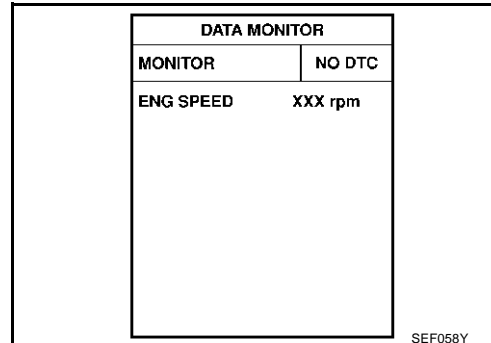 DATA MONITOR
MONITOR NO DTC
ENG SPEED XXX rpm
SEF058Y